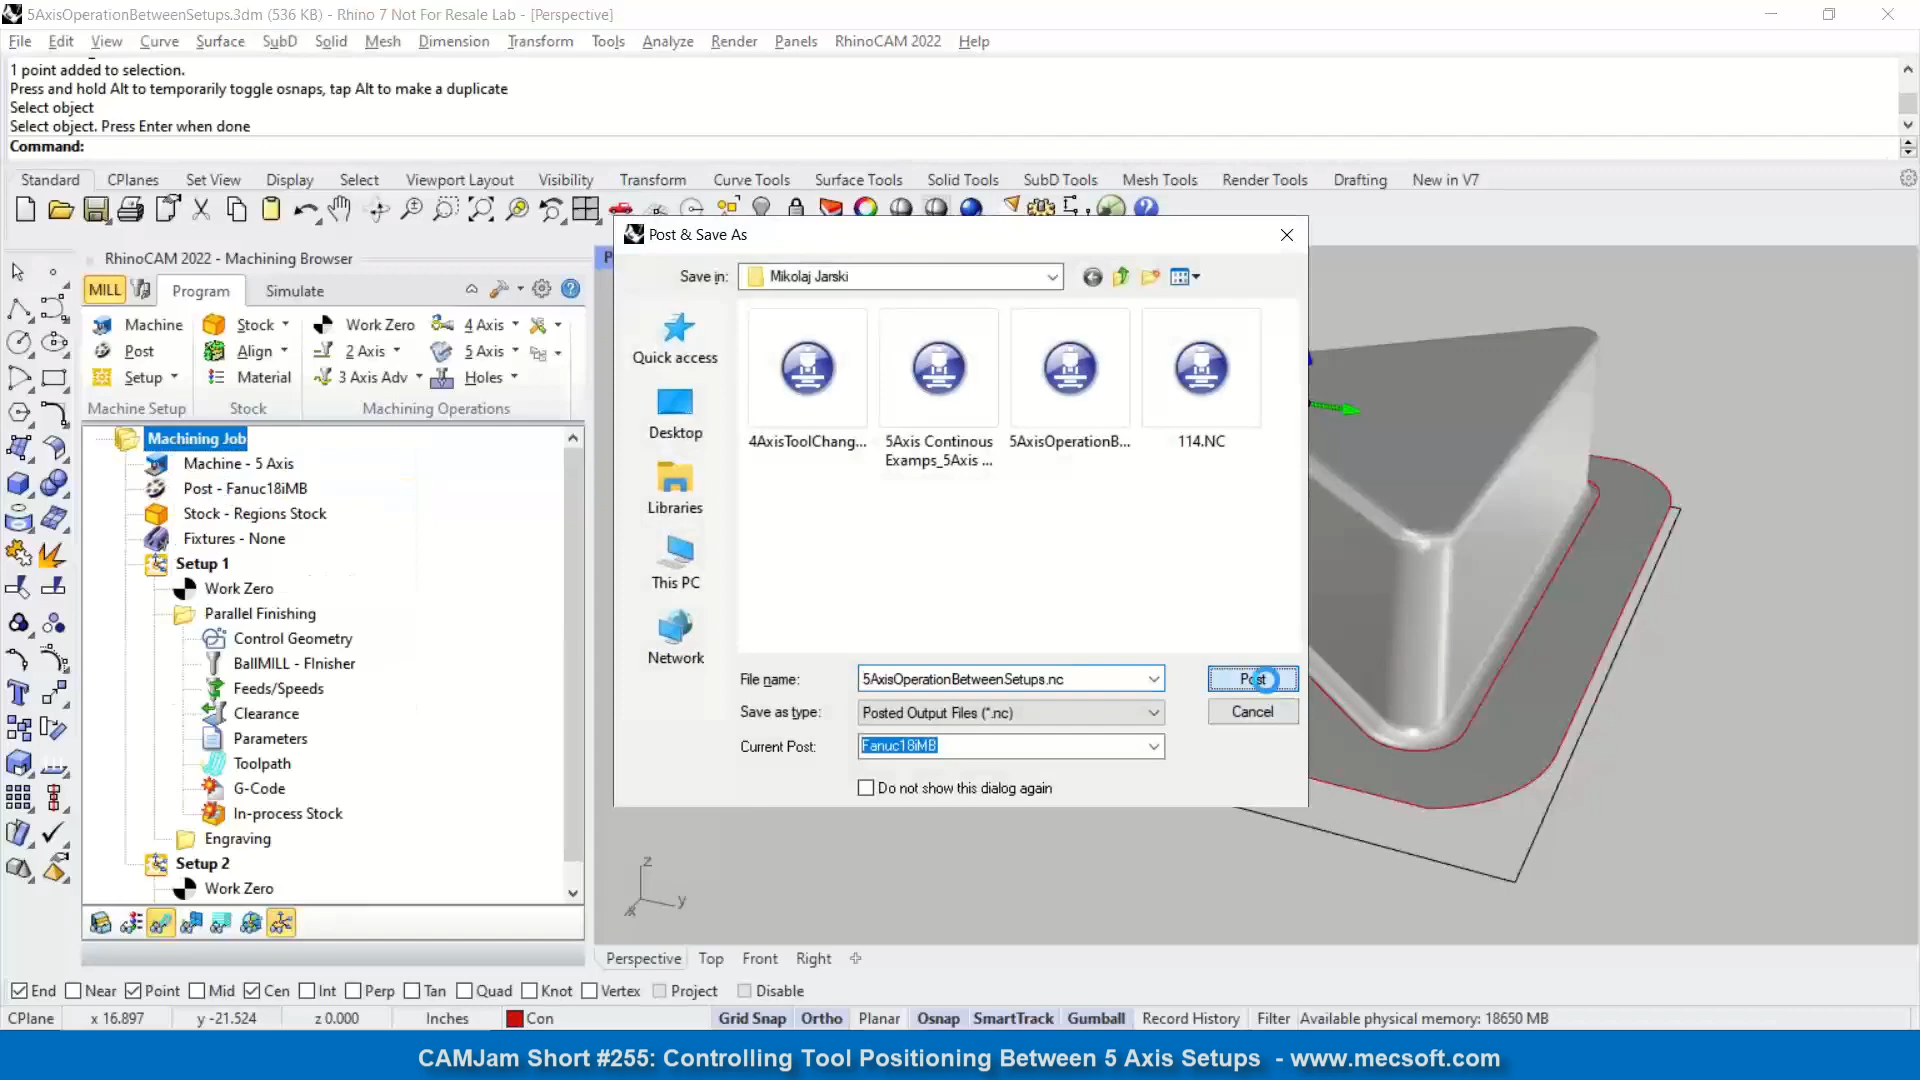 5AxisOperationBetweenSetups.3dm (536 KB) - Rhino 7 Not For Resale Lab - [Perspective]
File Edit View Curve Surface SubD Solid Mesh Dimension Transform Tools Analyze Render Panels RhinoCAM 2022 Help
1 point added to selection.
Press and hold Alt to temporarily toggle osnaps, tap Alt to make a duplicate
Select object
Select object. Press Enter when done
Command:
Standard CPlanes Set View Display Select Viewport Layout Visibility Transform Curve Tools Surface Tools Solid Tools SubD Tools Mesh Tools Render Tools Drafting New in V7
RhinoCAM 2022 - Machining Browser
MILL Program Simulate
Machine Stock Work Zero 4 Axis
Post Align 2 Axis 5 Axis
Setup Material 3 Axis Adv Holes
Machine Setup Stock Machining Operations
Machining Job
Machine - 5 Axis
Post - Fanuc18iMB
Stock - Regions Stock
Fixtures - None
Setup 1
Work Zero
Parallel Finishing
Control Geometry
BallMILL - FInisher
Feeds/Speeds
Clearance
Parameters
Toolpath
G-Code
In-process Stock
Engraving
Setup 2
Work Zero
Post & Save As
Save in: Mikolaj Jarski
Quick access
Desktop
Libraries
This PC
Network
4AxisToolChang...
5Axis Continous
Examps_5Axis ...
5AxisOperationB...
114.NC
File name: 5AxisOperationBetweenSetups.nc Post
Save as type: Posted Output Files (*.nc) Cancel
Current Post: Fanuc18iMB
Do not show this dialog again
z
y
x
Perspective Top Front Right
End Near Point Mid Cen Int Perp Tan Quad Knot Vertex Project Disable
CPlane x 16.897 y -21.524 z 0.000 Inches Con Grid Snap Ortho Planar Osnap SmartTrack Gumball Record History Filter Available physical memory: 18650 MB
CAMJam Short #255: Controlling Tool Positioning Between 5 Axis Setups - www.mecsoft.com